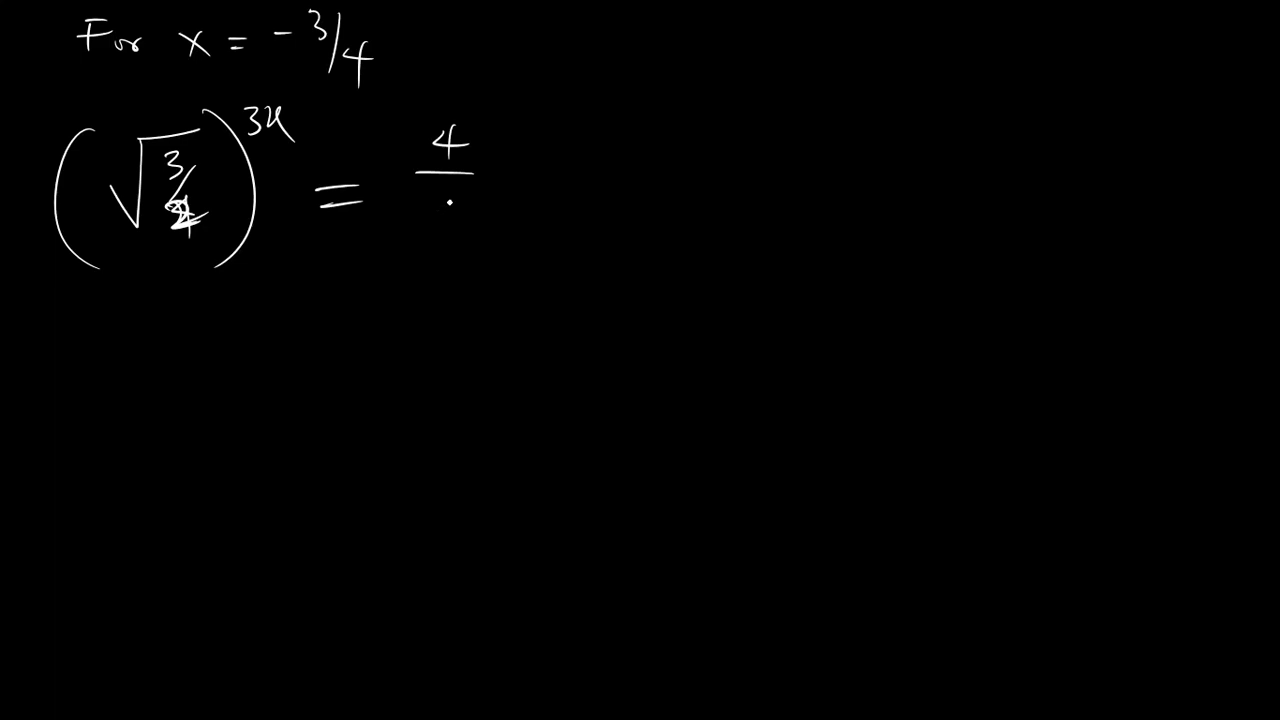 For x = -3/4
(√3/4)^3x = 4/.